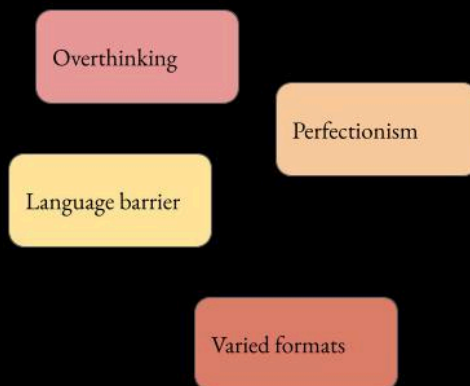 Overthinking
Perfectionism
Language barrier
Varied formats